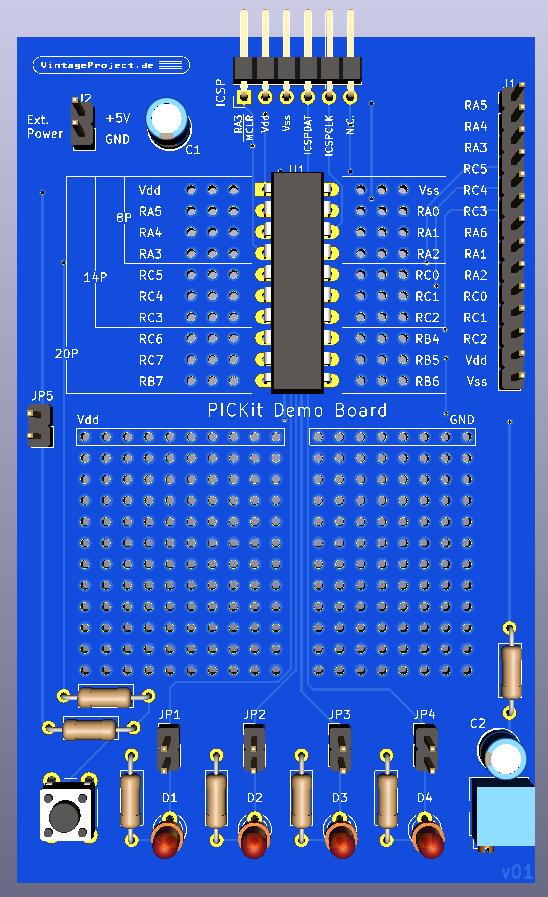 VintageProject.de
ICSP
J2
Ext.
Power
+5V
GND
C1
RA3
MCLR
Vdd
Vss
ICSPDAT
ICSPCLK
N.C.
U1
J1
RA5
RA4
RA3
RC5
RC4
RC3
RA6
RA1
RA2
RC0
RC1
RC2
Vdd
Vss
8P
14P
20P
Vdd
RA5
RA4
RA3
RC5
RC4
RC3
RC6
RC7
RB7
Vss
RA0
RA1
RA2
RC0
RC1
RC2
RB4
RB5
RB6
PICKit Demo Board
JP5
Vdd
GND
JP1
JP2
JP3
JP4
C2
D1
D2
D3
D4
v01